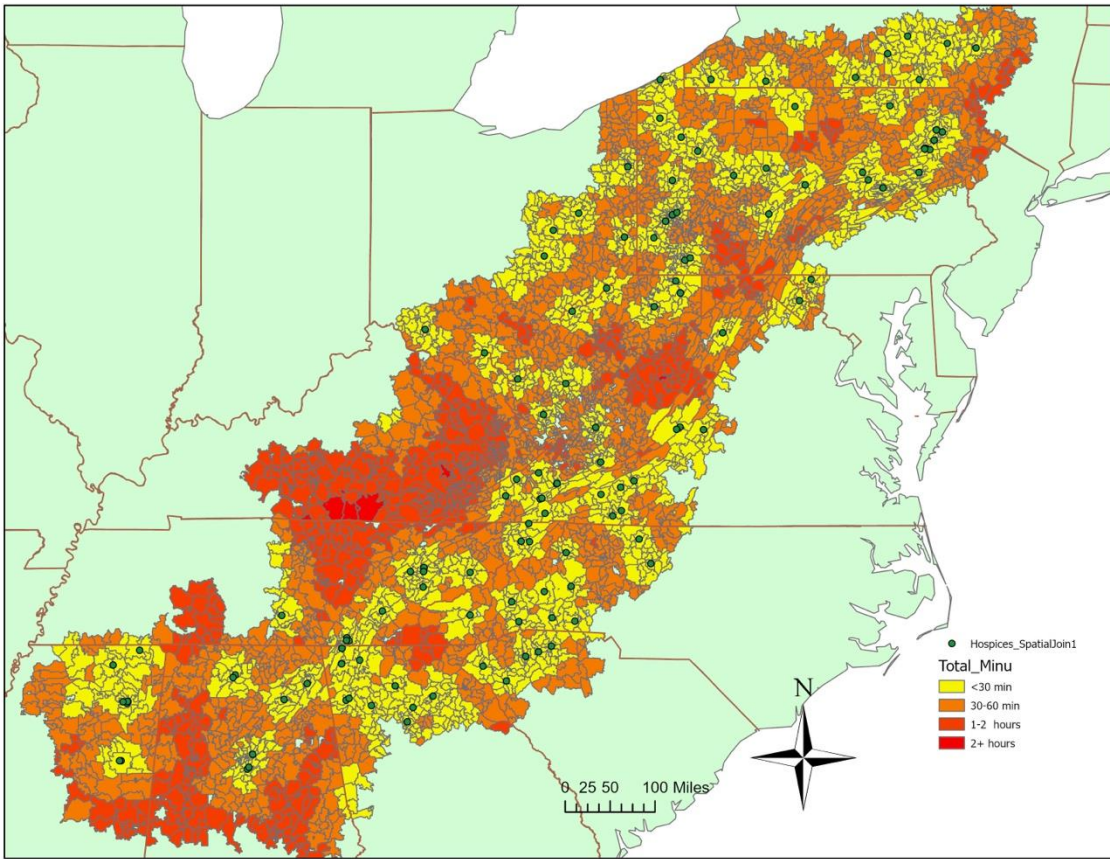 Hospices_SpatialJoin1
Total_Minu
<30 min
30-60 min
1-2 hours
2+ hours
N
0 25 50 100 Miles